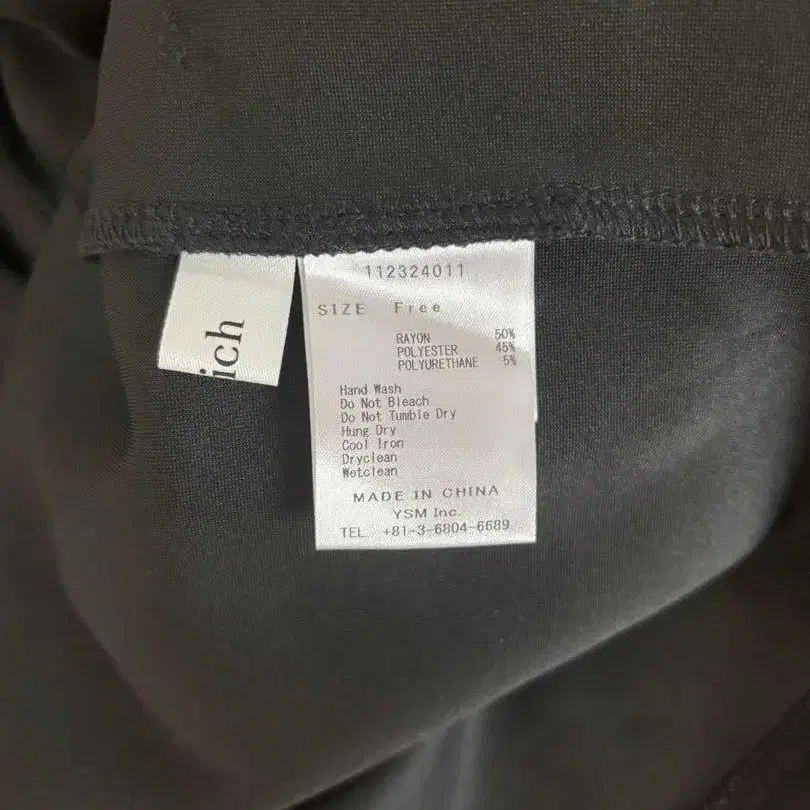 ich
112324011
SIZE Free
RAYON 50%
POLYESTER 45%
POLYURETHANE 5%
Hand Wash
Do Not Bleach
Do Not Tumble Dry
Hung Dry
Cool Iron
Dryclean
Wetclean
MADE IN CHINA
YSM Inc.
TEL +81-3-6804-6689